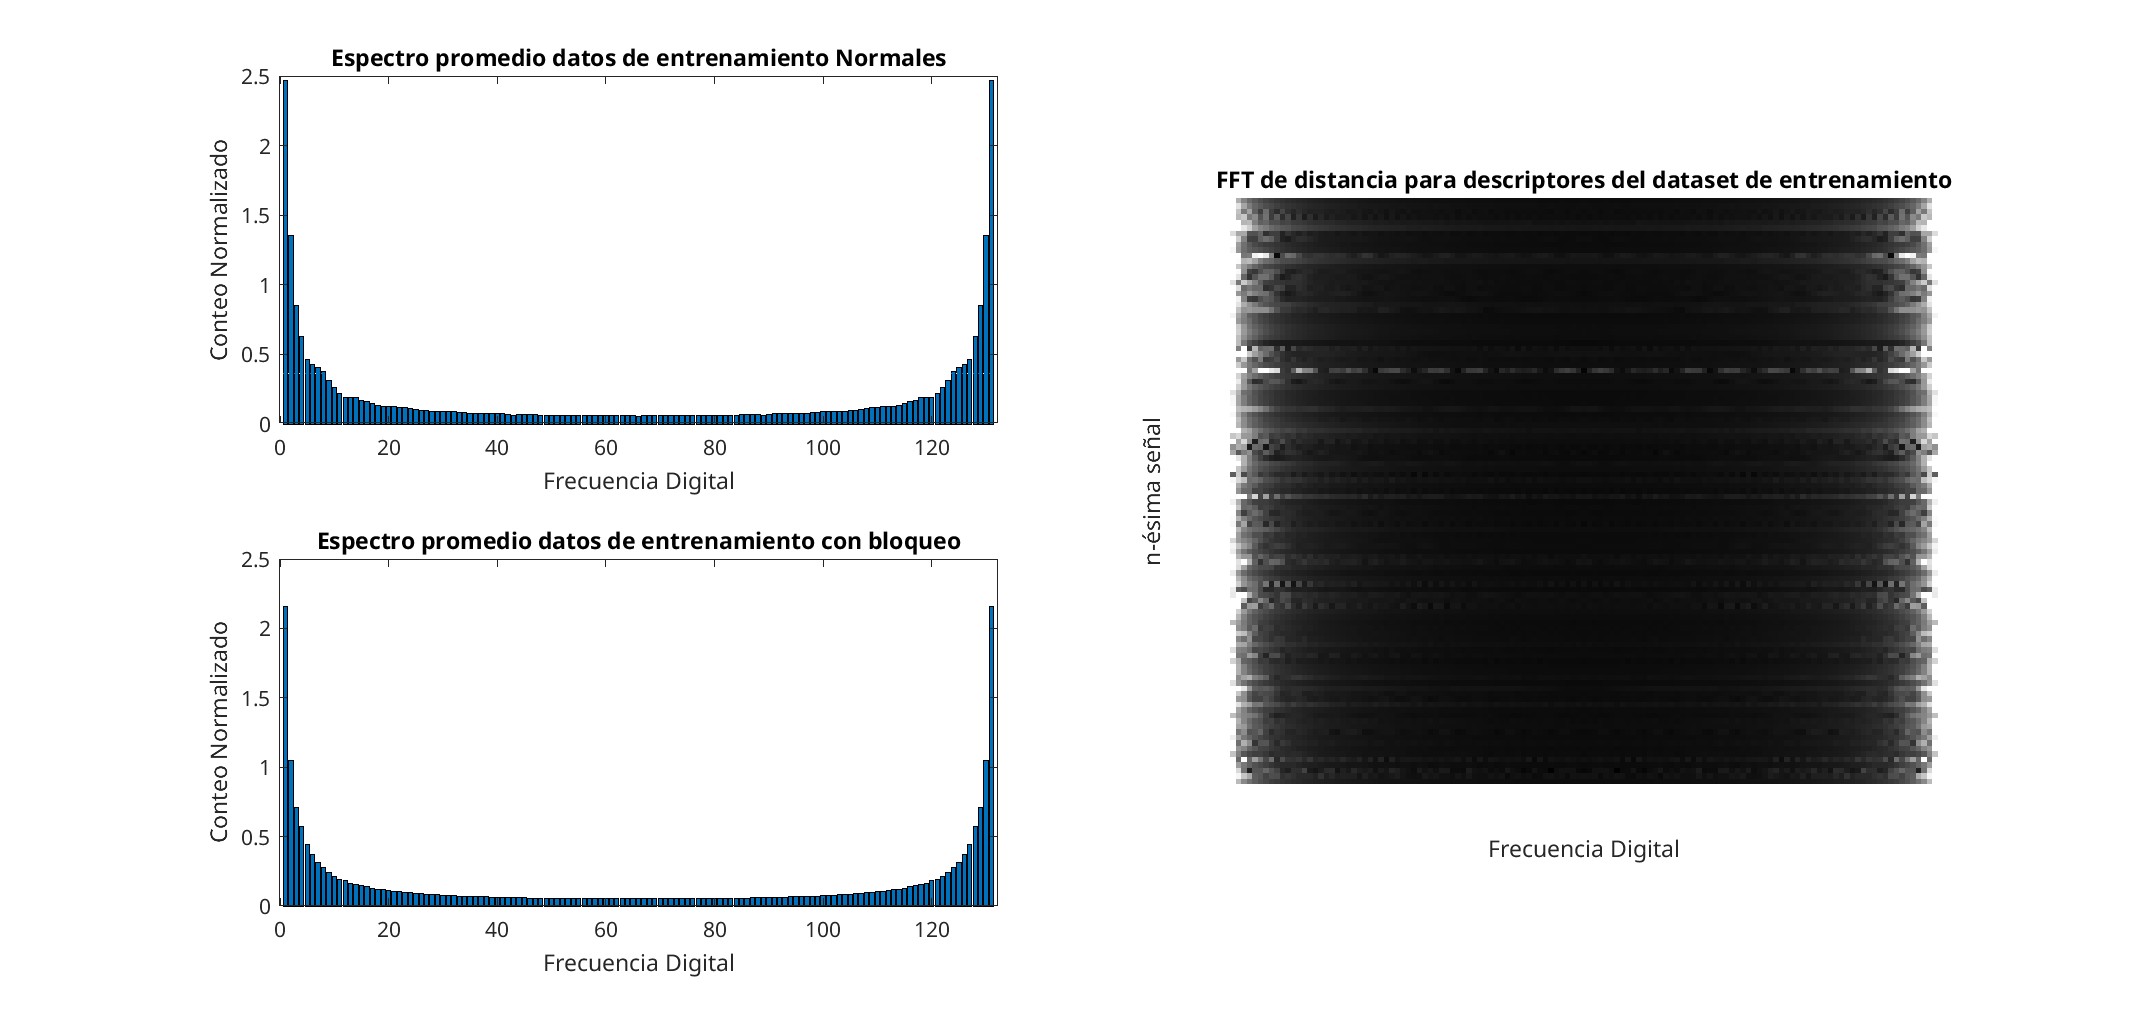 Espectro promedio datos de entrenamiento Normales
2.5
2
1.5
1
0.5
0
Conteo Normalizado
0 20 40 60 80 100 120
Frecuencia Digital
Espectro promedio datos de entrenamiento con bloqueo
2.5
2
1.5
1
0.5
0
Conteo Normalizado
0 20 40 60 80 100 120
Frecuencia Digital
FFT de distancia para descriptores del dataset de entrenamiento
n-ésima señal
Frecuencia Digital